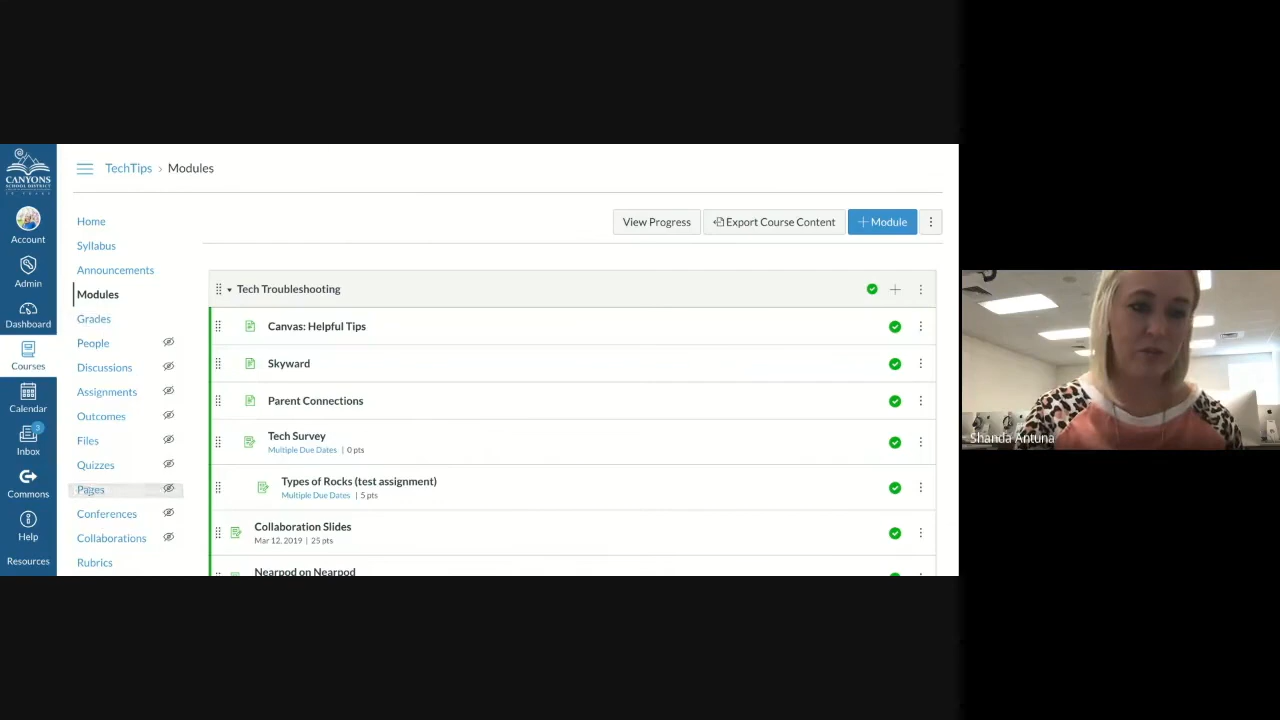 CANYONS
SCHOOL DISTRICT
TechTips > Modules
Account
Admin
Dashboard
Courses
Calendar
3
Inbox
Commons
Help
Resources
Home
Syllabus
Announcements
Modules
Grades
People
Discussions
Assignments
Outcomes
Files
Quizzes
Pages
Conferences
Collaborations
Rubrics
View Progress
Export Course Content
+ Module
Tech Troubleshooting
Canvas: Helpful Tips
Skyward
Parent Connections
Tech Survey
Multiple Due Dates | 0 pts
Types of Rocks (test assignment)
Multiple Due Dates | 5 pts
Collaboration Slides
Mar 12, 2019 | 25 pts
Nearpod on Nearpod
Shanda Antuna